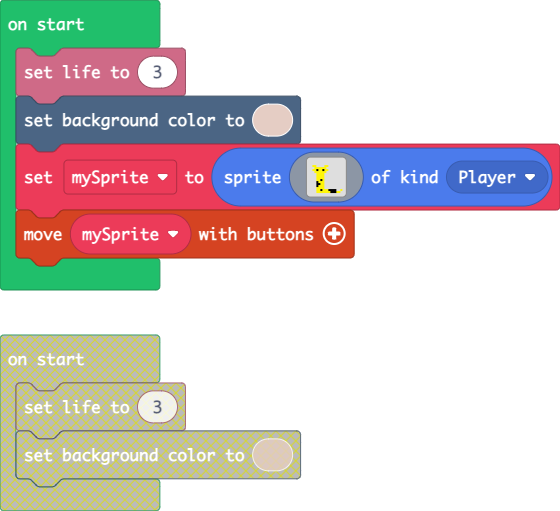 on start
set life to 3
set background color to
set mySprite to sprite of kind Player
move mySprite with buttons
on start
set life to 3
set background color to